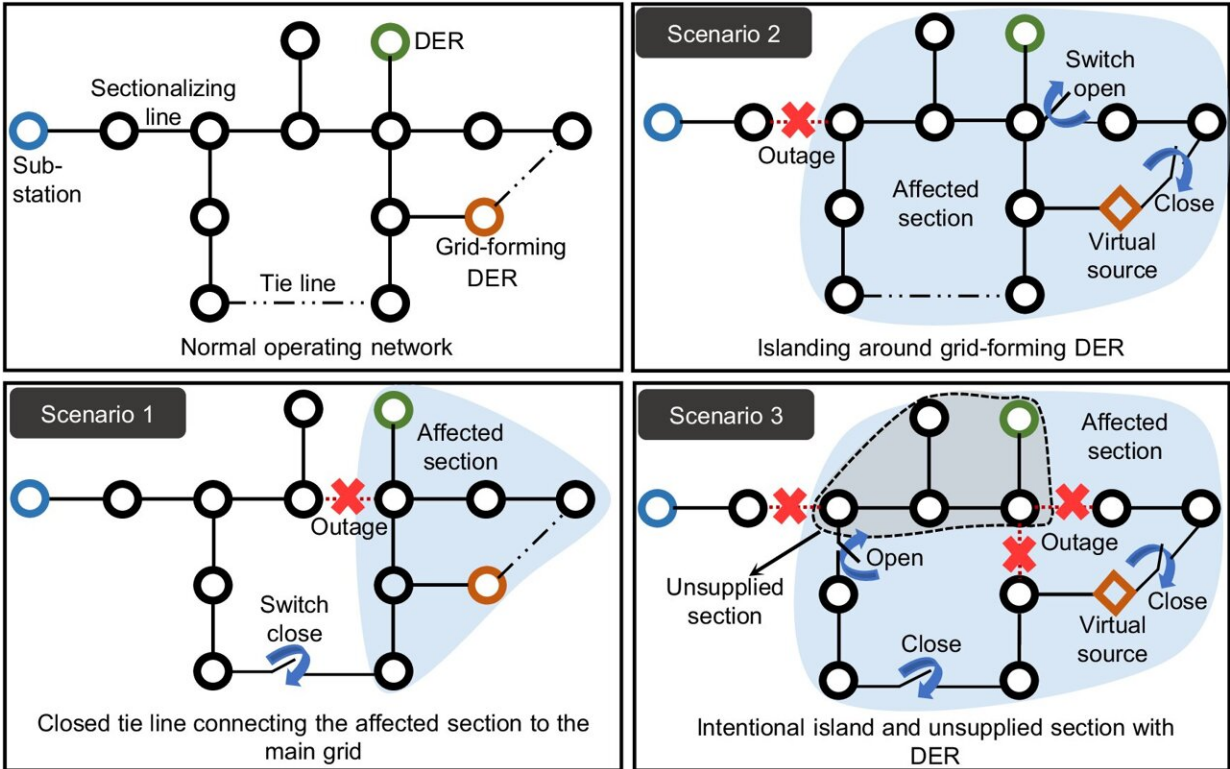 DER
Sectionalizing
line
Sub-
station
Grid-forming
DER
Tie line
Normal operating network
Scenario 2
Switch
open
Outage
Affected
section
Close
Virtual
source
Islanding around grid-forming DER
Scenario 1
Affected
section
Outage
Switch
close
Closed tie line connecting the affected section to the
main grid
Scenario 3
Affected
section
Outage
Open
Unsupplied
section
Close
Virtual
source
Close
Intentional island and unsupplied section with
DER